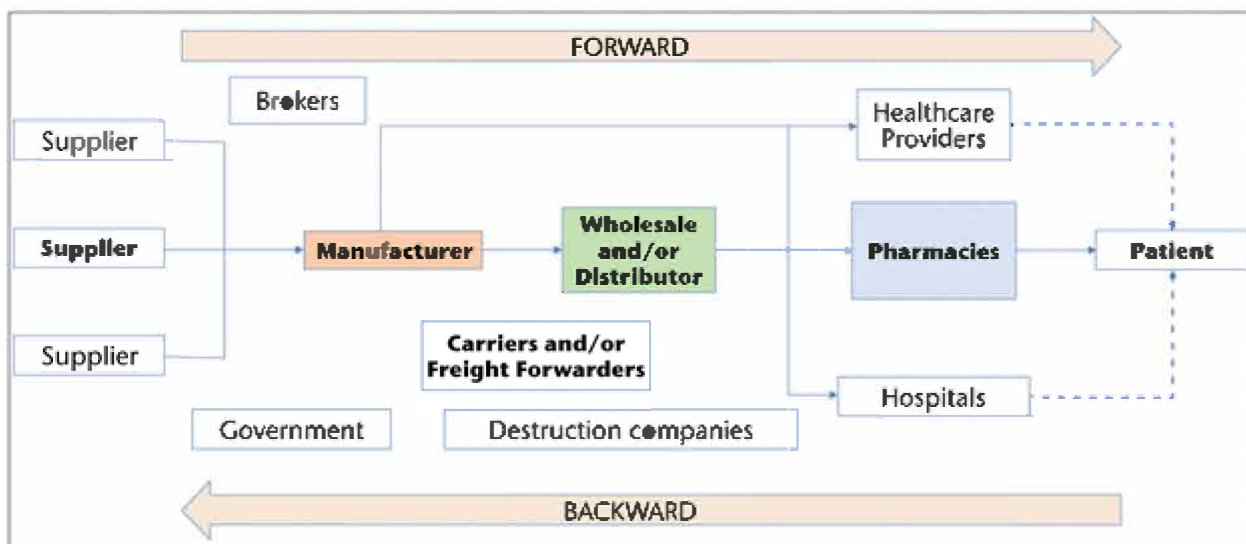 FORWARD
Brokers
Healthcare
Providers
Supplier
Supplier
Manufacturer
Wholesale
and/or
Distributor
Pharmacies
Patient
Supplier
Carriers and/or
Freight Forwarders
Hospitals
Government
Destruction companies
BACKWARD